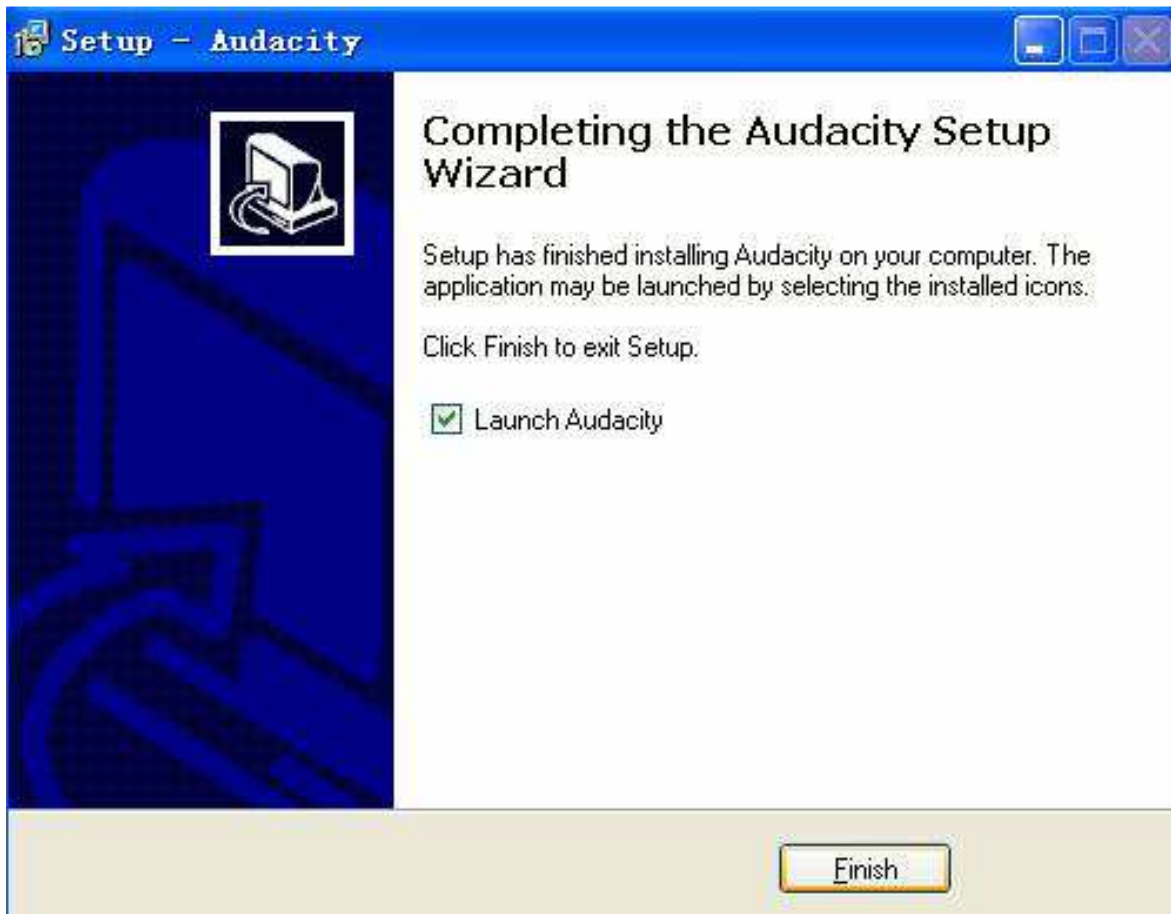 Setup - Audacity
Completing the Audacity Setup
Wizard
Setup has finished installing Audacity on your computer. The
application may be launched by selecting the installed icons.
Click Finish to exit Setup.
Launch Audacity
Finish